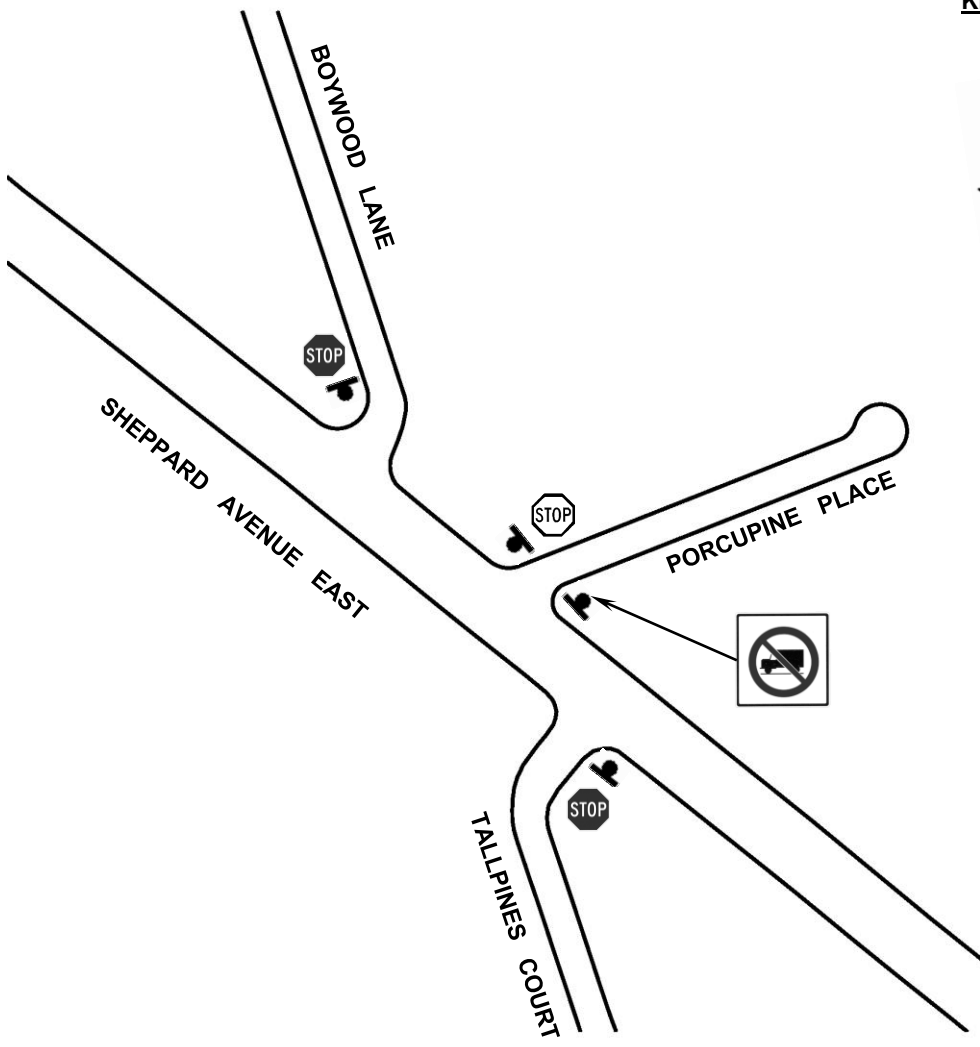 BOYWOOD LANE
STOP
SHEPPARD AVENUE EAST
STOP
PORCUPINE PLACE
STOP
TALLPINES COURT